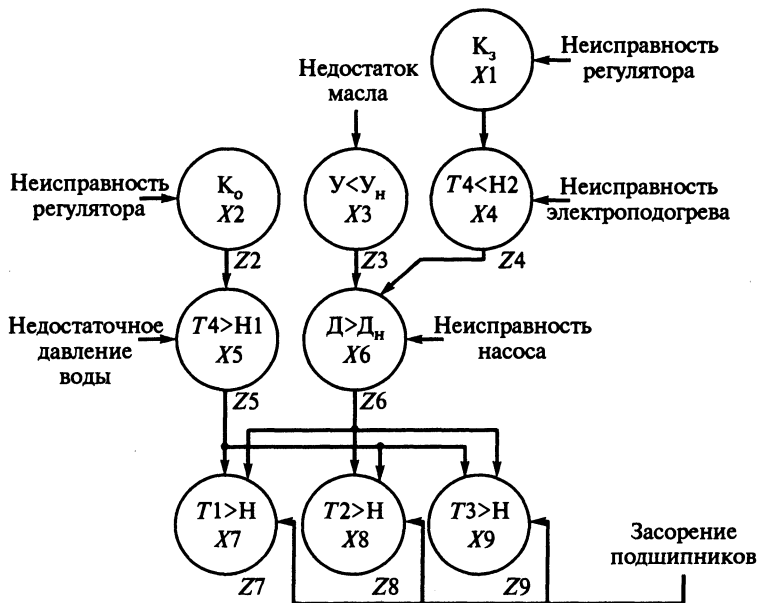 Кз
X1
Неисправность
регулятора
Недостаток
масла
Неисправность
регулятора
Ко
X2
У<Ун
X3
T4<Н2
X4
Неисправность
электроподогрева
Z2
Z3
Z4
Недостаточное
давление
воды
T4>Н1
X5
Д>Дн
X6
Неисправность
насоса
Z5
Z6
T1>Н
X7
T2>Н
X8
T3>Н
X9
Засорение
подшипников
Z7
Z8
Z9